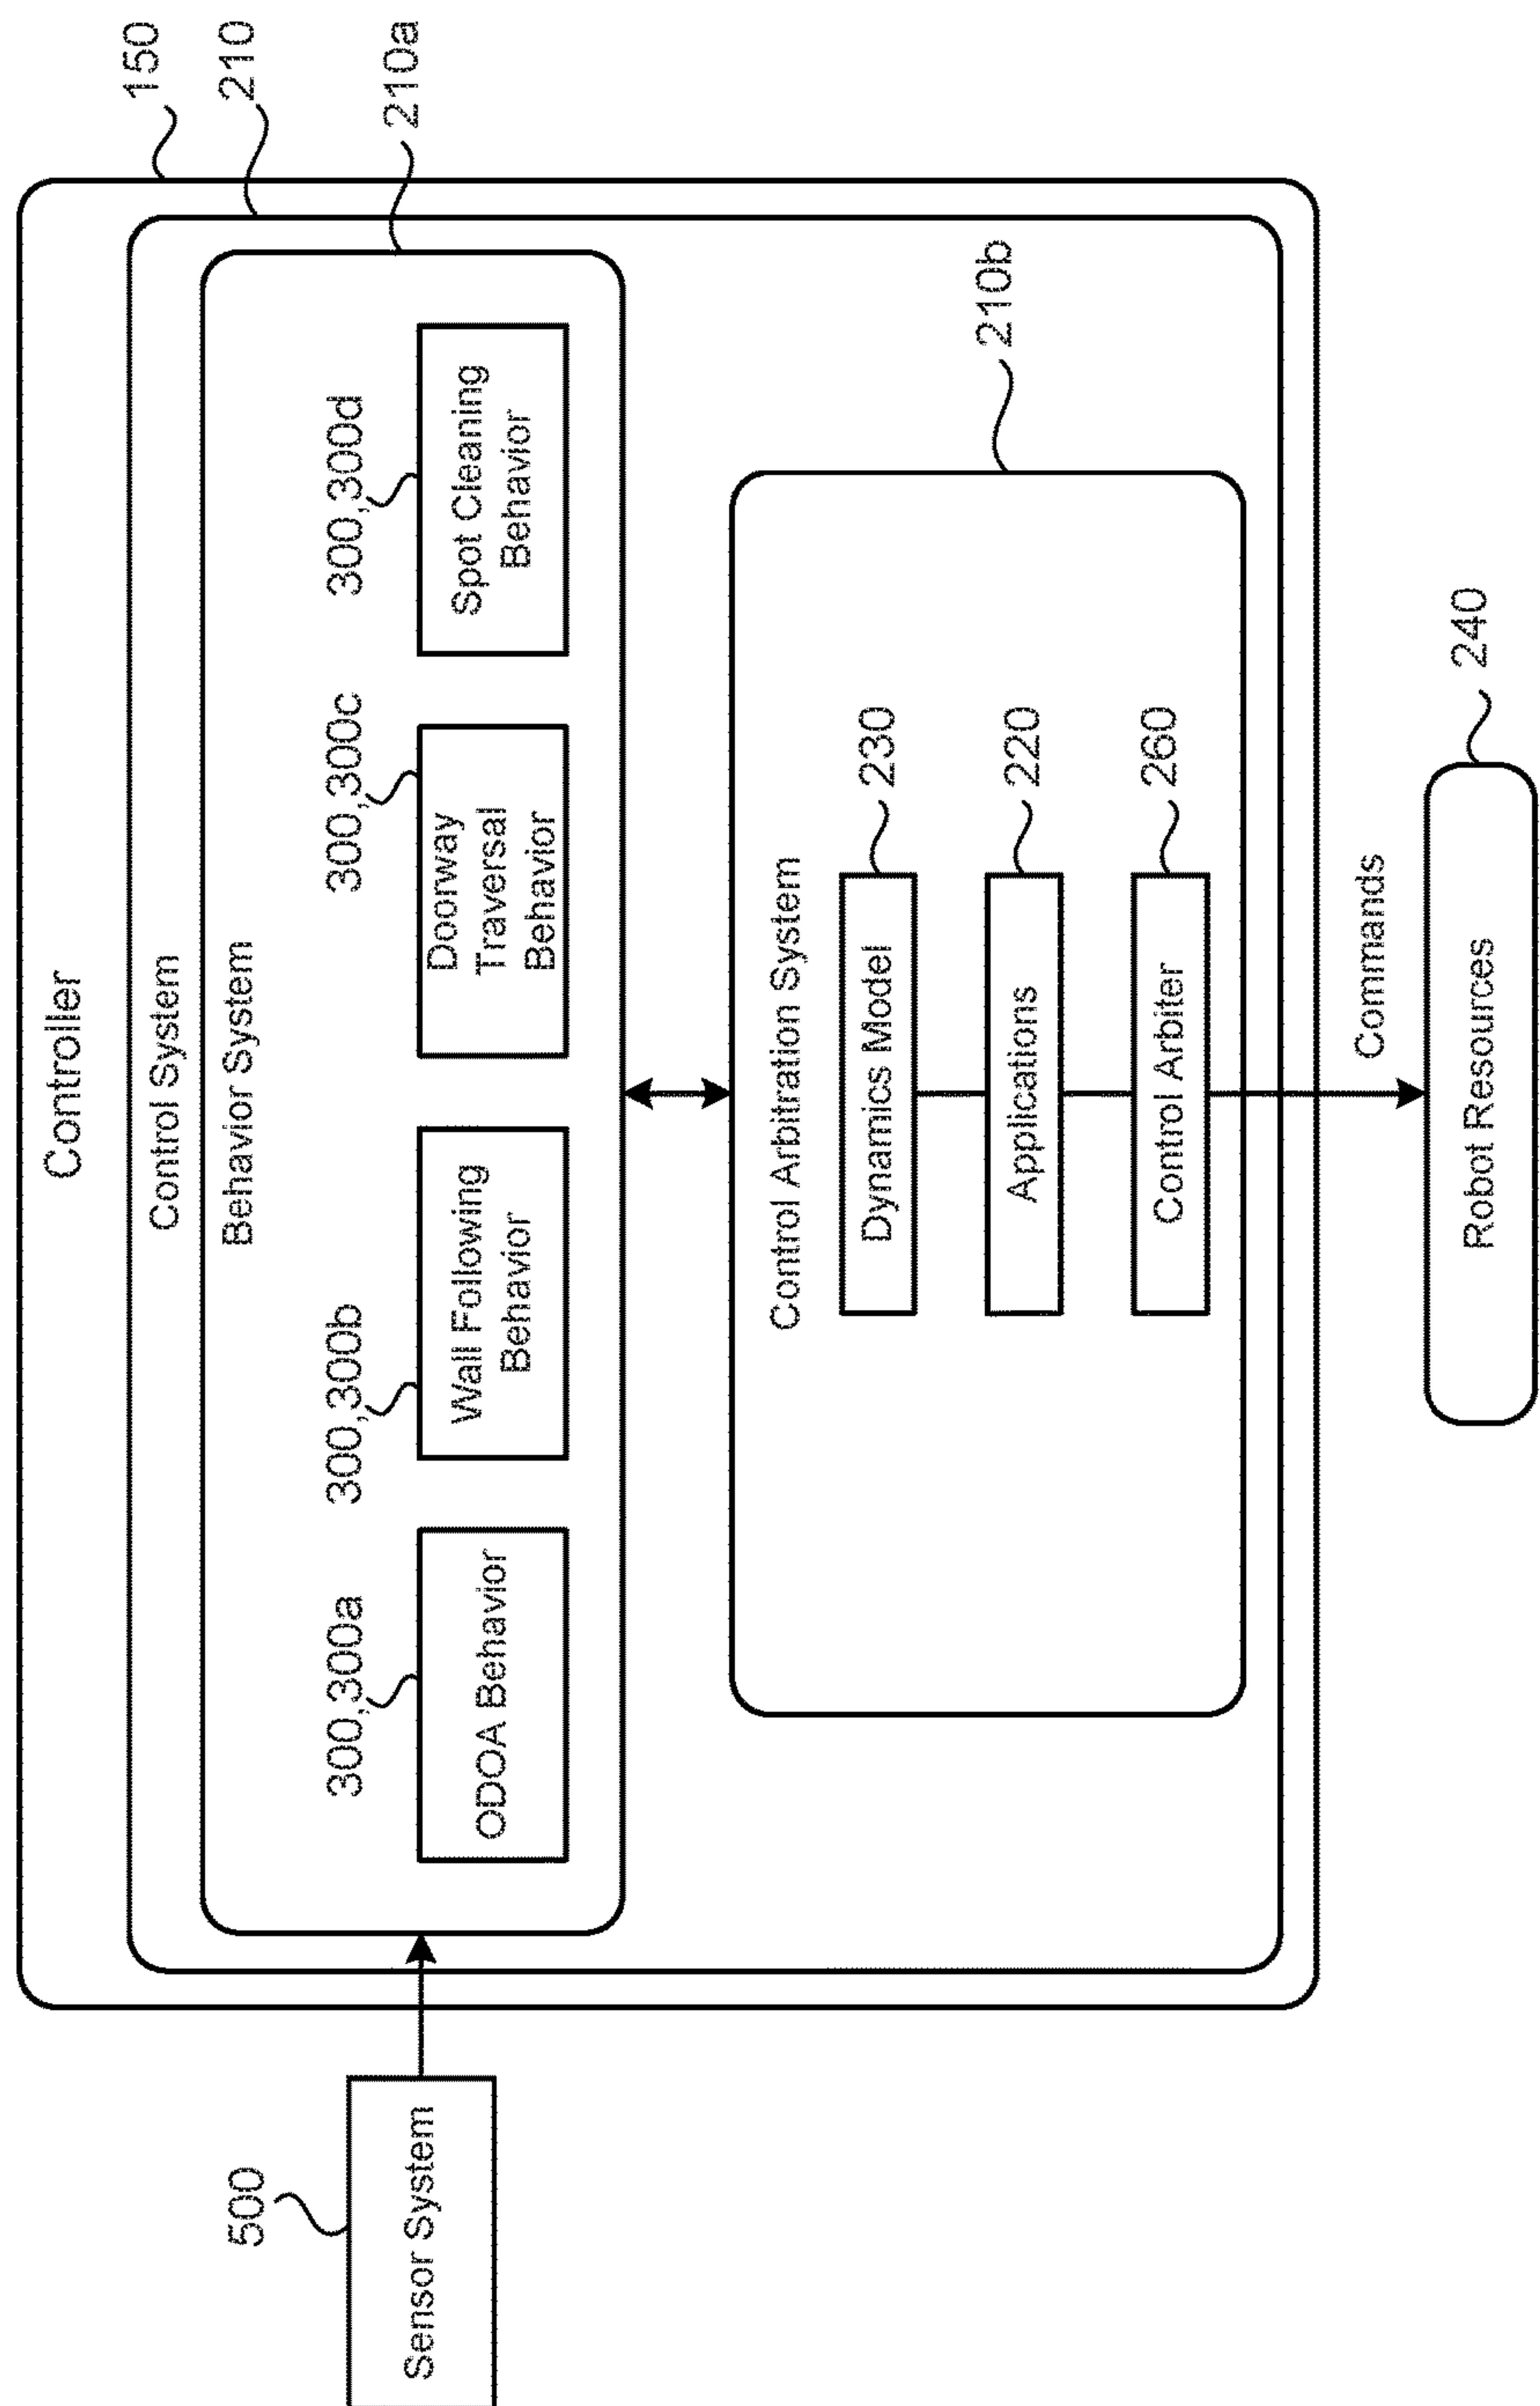 Controller
150
Control System
210
Behavior System
210a
300,300a
300,300b
300,300c
300,300d
ODOA Behavior
Wall Following
Behavior
Doorway
Traversal
Behavior
Spot Cleaning
Behavior
500
Sensor System
Control Arbitration System
210b
Dynamics Model
230
Applications
220
Control Arbiter
260
Commands
Robot Resources
240